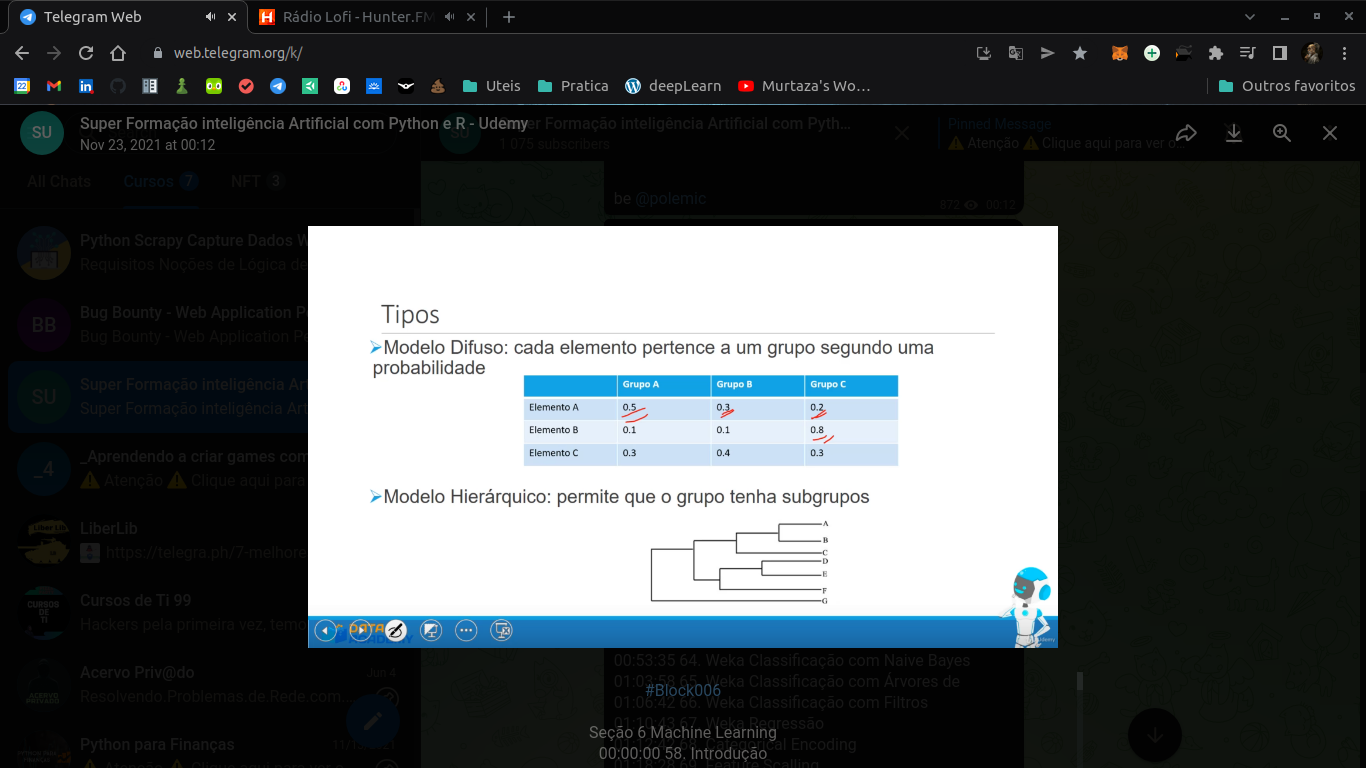 Telegram Web
Rádio Lofi - Hunter.FM
web.telegram.org/k/
Uteis
Pratica
deepLearn
Murtaza's Wo...
Outros favoritos
SU
Super Formação inteligência Artificial com Python e R - Udemy
Nov 23, 2021 at 00:12
Super Formação inteligência Artificial com Pyth...
1 075 subscribers
Pinned Message
Atenção Clique aqui para ver o...
All Chats
Cursos 7
NFT 3
be @polemic
872 00:12
Python Scrapy Capture Dados W
Requisitos Noções de Lógica de
BB
Bug Bounty - Web Application Pe
Bug Bounty - Web Application Pe
SU
Super Formação inteligência Art
Super Formação inteligência Art
_4
_Aprendendo a criar games com
Atenção Clique aqui para
LiberLib
https://telegra.ph/7-melhore
Cursos de Ti 99
Hackers pela primeira vez, temo
Acervo Priv@do
Jun 4
Resolvendo.Problemas.de.Rede.com...
Python para Finanças
Tipos
Modelo Difuso: cada elemento pertence a um grupo segundo uma
probabilidade
Grupo A Grupo B Grupo C
Elemento A 0.5 0.3 0.2
Elemento B 0.1 0.1 0.8
Elemento C 0.3 0.4 0.3
Modelo Hierárquico: permite que o grupo tenha subgrupos
A
B
C
D
E
F
G
DATA
00:53:35 64. Weka Classificação com Naive Bayes
01:03:58 65. Weka Classificação com Árvores de
#Block006
01:06:42 66. Weka Classificação com Filtros
01:10:43 67. Weka Regressão
Seção 6 Machine Learning
Categorical Encoding
00:00:00 58. Introdução
01:18:28 69. Feature Scalling